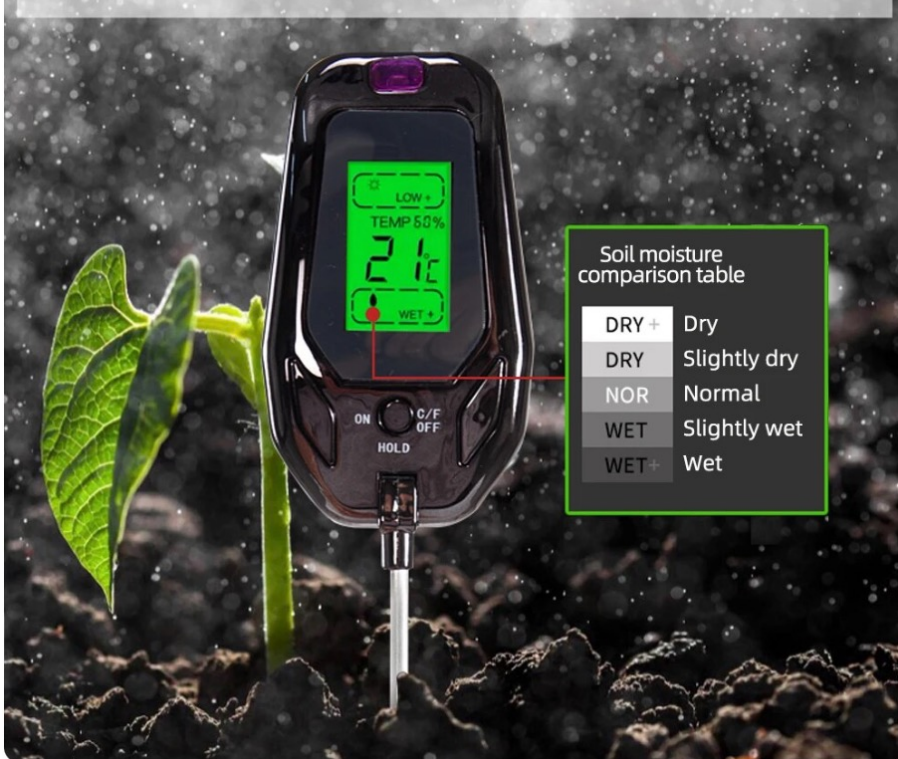 LOW +
TEMP 60%
21°C
WET +
ON
C/F
OFF
HOLD
Soil moisture
comparison table
DRY + Dry
DRY Slightly dry
NOR Normal
WET Slightly wet
WET + Wet